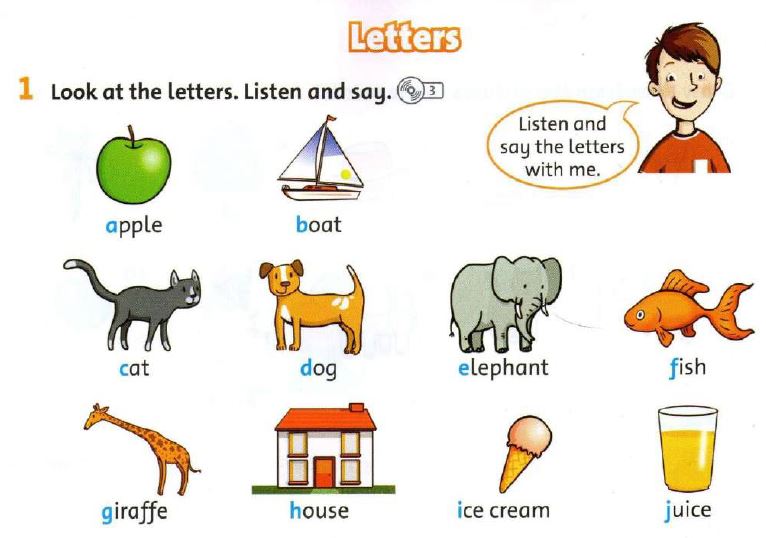 Letters
1 Look at the letters. Listen and say. 3
Listen and
say the letters
with me.
apple boat
cat dog elephant fish
giraffe house ice cream juice